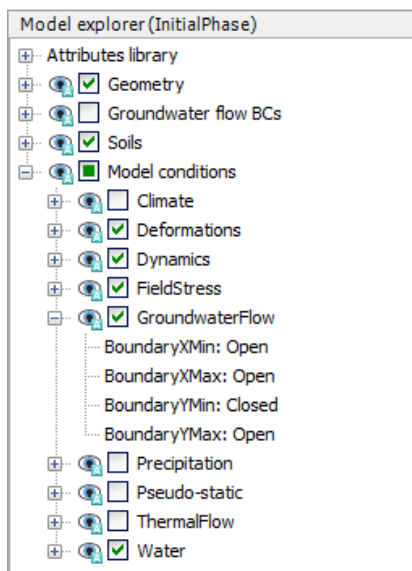 Model explorer (InitialPhase)
Attributes library
Geometry
Groundwater flow BCs
Soils
Model conditions
Climate
Deformations
Dynamics
FieldStress
GroundwaterFlow
BoundaryXMin: Open
BoundaryXMax: Open
BoundaryYMin: Closed
BoundaryYMax: Open
Precipitation
Pseudo-static
ThermalFlow
Water